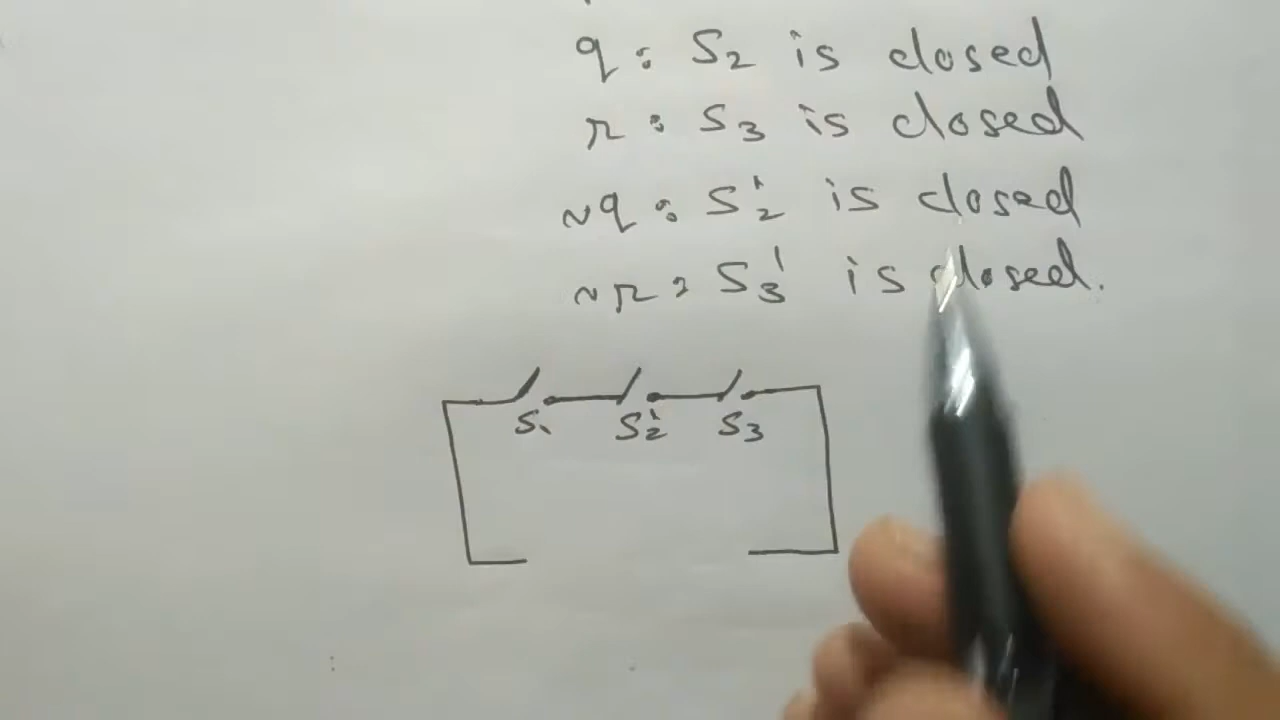 q : S₂ is closed
r : S₃ is closed
~q : S₂' is closed
~r : S₃' is closed.
S₁ S₂' S₃